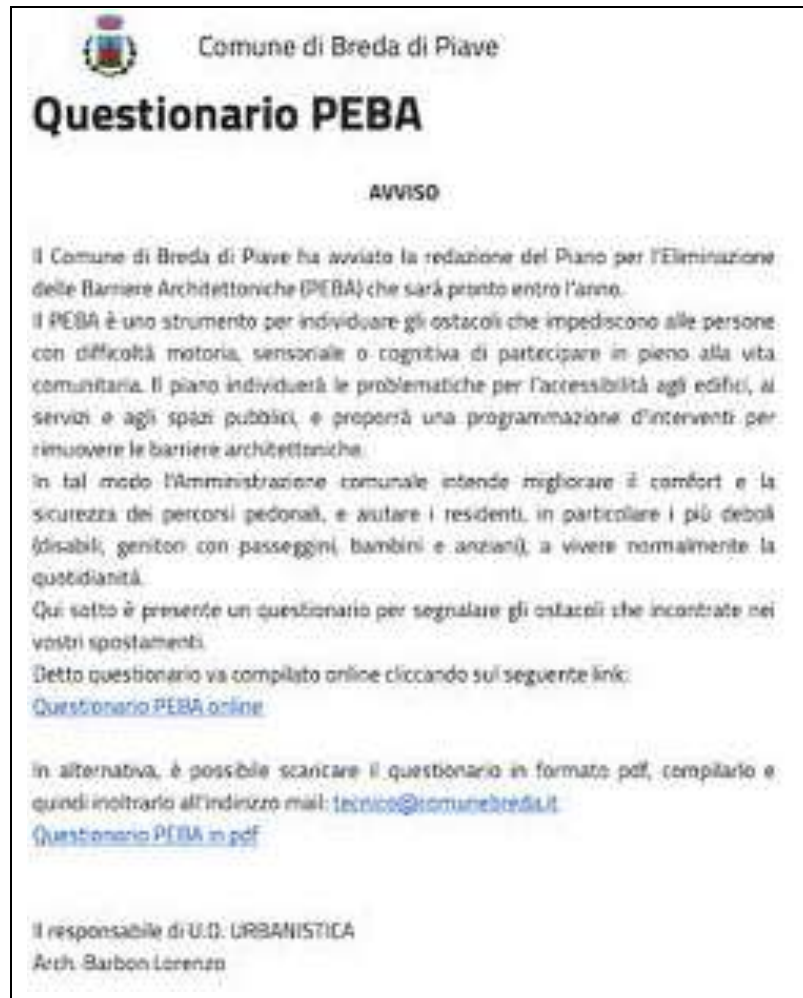 Comune di Breda di Piave
Questionario PEBA
AVVISO
Il Comune di Breda di Piave ha avviato la redazione del Piano per l'Eliminazione
delle Barriere Architettoniche (PEBA) che sarà pronto entro l'anno.
Il PEBA è uno strumento per individuare gli ostacoli che impediscono alle persone
con difficoltà motoria, sensoriale o cognitiva di partecipare in pieno alla vita
comunitaria. Il piano individuerà le problematiche per l'accessibilità agli edifici, ai
servizi e agli spazi pubblici, e proporrà una programmazione d'interventi per
rimuovere le barriere architettoniche.
In tal modo l'Amministrazione comunale intende migliorare il comfort e la
sicurezza dei percorsi pedonali, e aiutare i residenti, in particolare i più deboli
(disabili, genitori con passeggini, bambini e anziani), a vivere normalmente la
quotidianità.
Qui sotto è presente un questionario per segnalare gli ostacoli che incontrate nei
vostri spostamenti.
Detto questionario va compilato online cliccando sul seguente link:
Questionario PEBA online
In alternativa, è possibile scaricare il questionario in formato pdf, compilarlo e
quindi inoltrarlo all'indirizzo mail: tecnico@comunebreda.it
Questionario PEBA in pdf
Il responsabile di U.O. URBANISTICA
Arch. Barbon Lorenzo